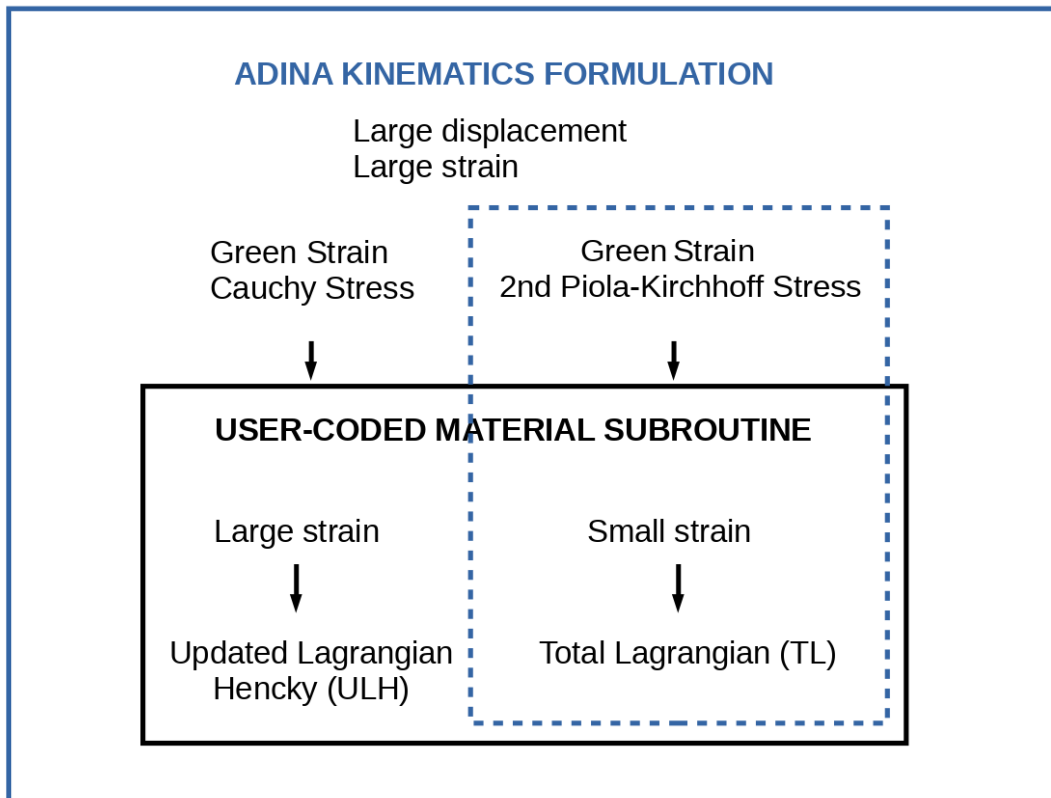 ADINA KINEMATICS FORMULATION
Large displacement
Large strain
Green Strain
Cauchy Stress
Green Strain
2nd Piola-Kirchhoff Stress
USER-CODED MATERIAL SUBROUTINE
Large strain
Small strain
Updated Lagrangian
Hencky (ULH)
Total Lagrangian (TL)